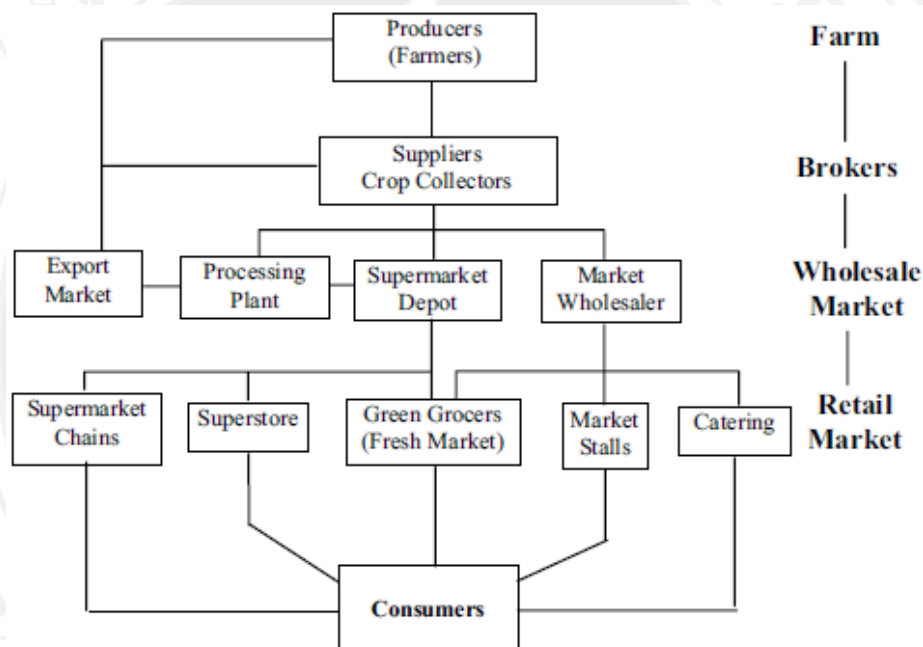 Producers
(Farmers)
Farm
Suppliers
Crop Collectors
Brokers
Export
Market
Processing
Plant
Supermarket
Depot
Market
Wholesaler
Wholesale
Market
Supermarket
Chains
Superstore
Green Grocers
(Fresh Market)
Market
Stalls
Catering
Retail
Market
Consumers